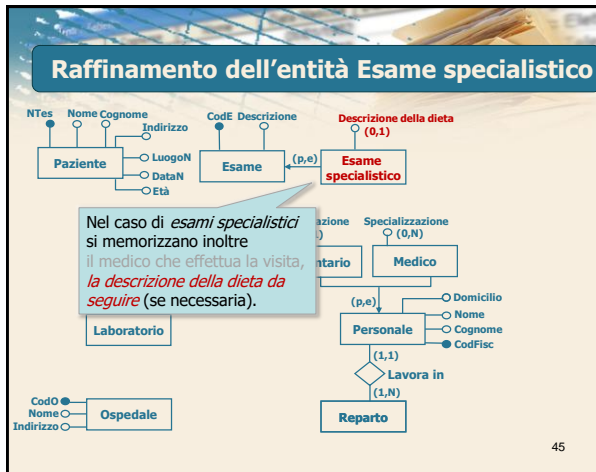 Raffinamento dell'entità Esame specialistico
NTes Nome Cognome
Indirizzo
Paziente
LuogoN
DataN
Età
CodE Descrizione
Esame
(p,e)
Descrizione della dieta
(0,1)
Esame
specialistico
Nel caso di esami specialistici
si memorizzano inoltre
il medico che effettua la visita,
la descrizione della dieta da
seguire (se necessaria).
azione
Specializzazione
(0,N)
ntario
Medico
(p,e)
Domicilio
Nome
Cognome
CodFisc
Laboratorio
Personale
(1,1)
Lavora in
(1,N)
Reparto
CodO
Nome
Indirizzo
Ospedale
45